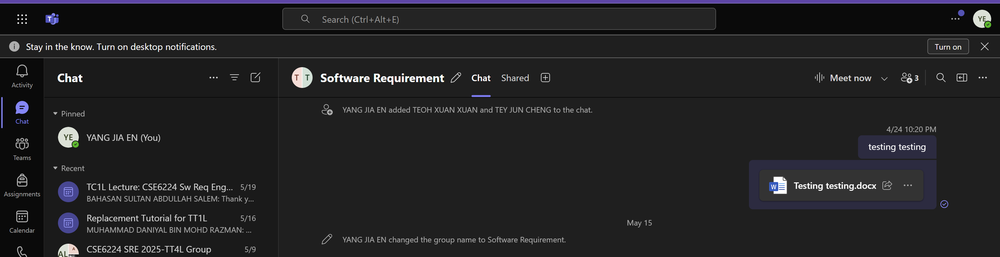 Search (Ctrl+Alt+E)
YE
Stay in the know. Turn on desktop notifications.
Turn on
Activity
Chat
Teams
Assignments
Calendar
Chat
Pinned
YE
YANG JIA EN (You)
Recent
TC1L Lecture: CSE6224 Sw Req Eng... 5/19
BAHASAN SULTAN ABDULLAH SALEM: Thank y...
Replacement Tutorial for TT1L 5/16
MUHAMMAD DANIYAL BIN MOHD RAZMAN: ...
AL A
CSE6224 SRE 2025-TT4L Group 5/9
T T Software Requirement Chat Shared
Meet now 3
YANG JIA EN added TEOH XUAN XUAN and TEY JUN CHENG to the chat.
4/24 10:20 PM
testing testing
W Testing testing.docx
May 15
YANG JIA EN changed the group name to Software Requirement.